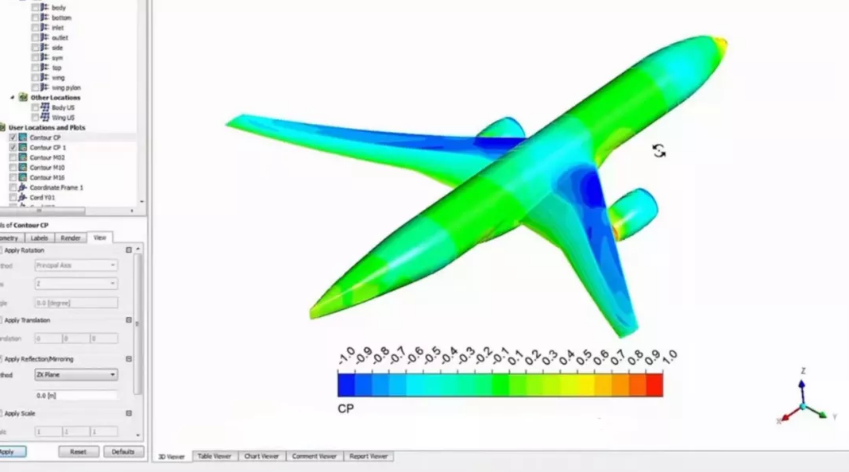 body
bottom
inlet
outlet
side
sym
top
wing
wing pylon
Other Locations
Body US
Wing US
User Locations and Plots
Contour CP
Contour CP 1
Contour M10
Contour M16
Coordinate Frame 1
Cord Y01
ls of Contour CP
ometry Labels Render View
Apply Rotation
thod Principal Axis
Z
gle 0.0 [degree]
Apply Translation
nslation 0 0 0
Apply Reflection/Mirroring
thod ZX Plane
0.0 [m]
Apply Scale
ale 1 1 1
Apply Reset Defaults
-1.0 -0.9 -0.8 -0.7 -0.6 -0.5 -0.4 -0.3 -0.2 -0.1 0.1 0.2 0.3 0.4 0.5 0.6 0.7 0.8 0.9 1.0
CP
Z
X Y
3D Viewer Table Viewer Chart Viewer Comment Viewer Report Viewer